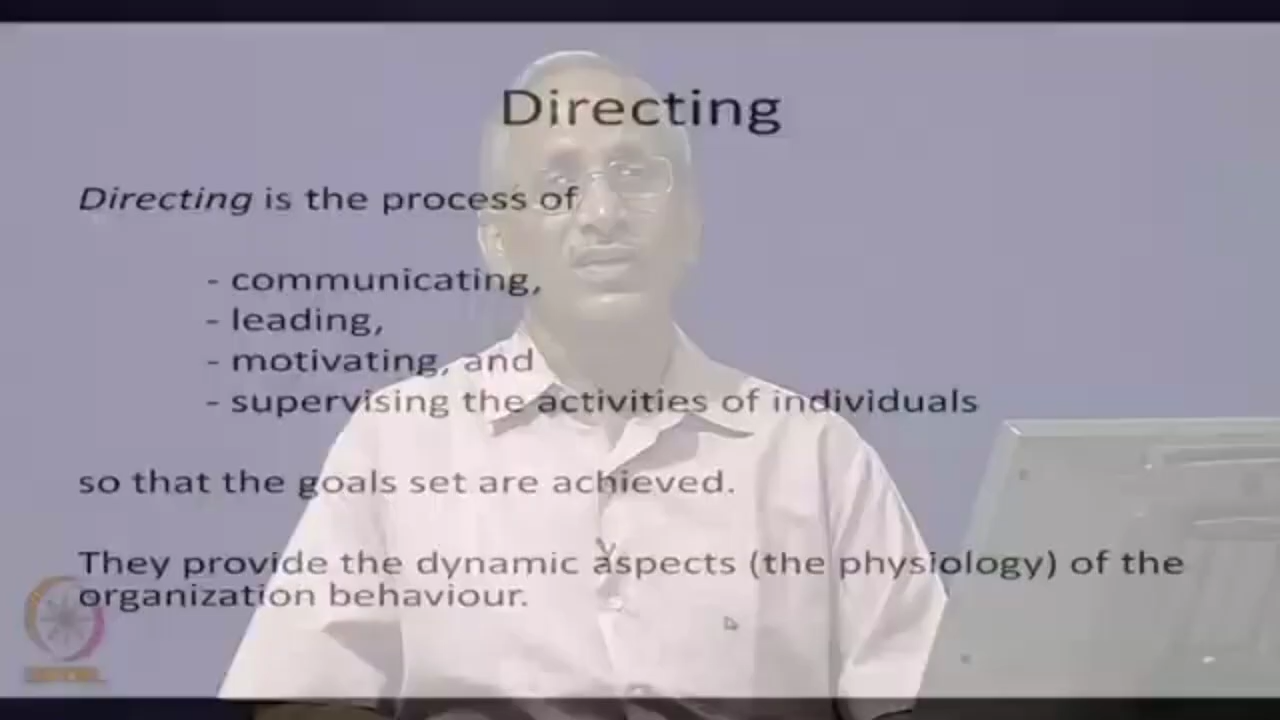 Directing
Directing is the process of
- communicating,
- leading,
- motivating, and
- supervising the activities of individuals
so that the goals set are achieved.
They provide the dynamic aspects (the physiology) of the
organization behaviour.